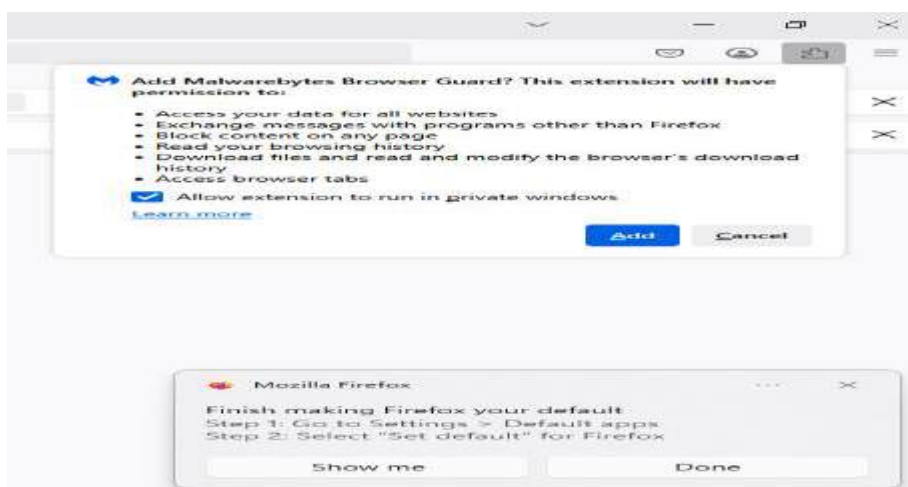 Add Malwarebytes Browser Guard? This extension will have
permission to:
• Access your data for all websites
• Exchange messages with programs other than Firefox
• Block content on any page
• Read your browsing history
• Download files and read and modify the browser's download
history
• Access browser tabs
Allow extension to run in private windows
Learn more
Add Cancel
Mozilla Firefox
Finish making Firefox your default
Step 1: Go to Settings > Default apps
Step 2: Select "Set default" for Firefox
Show me Done